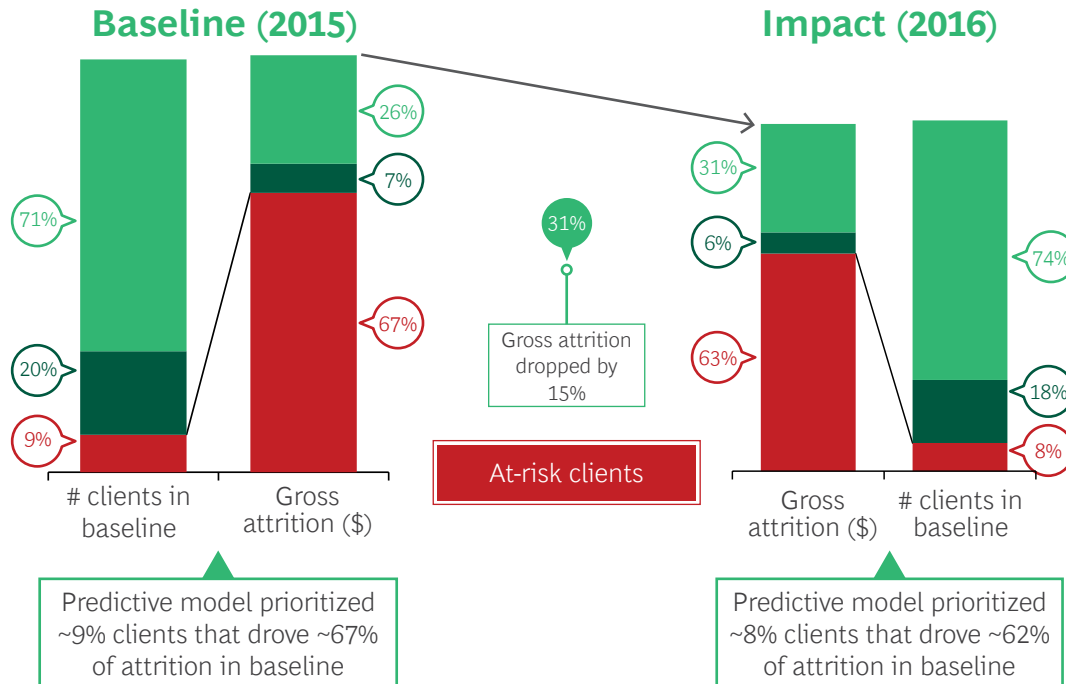 Baseline (2015)
71%
20%
9%
26%
7%
67%
# clients in
baseline
Gross
attrition ($)
Predictive model prioritized
~9% clients that drove ~67%
of attrition in baseline
31%
Gross attrition
dropped by
15%
At-risk clients
Impact (2016)
31%
6%
63%
74%
18%
8%
Gross
attrition ($)
# clients in
baseline
Predictive model prioritized
~8% clients that drove ~62%
of attrition in baseline